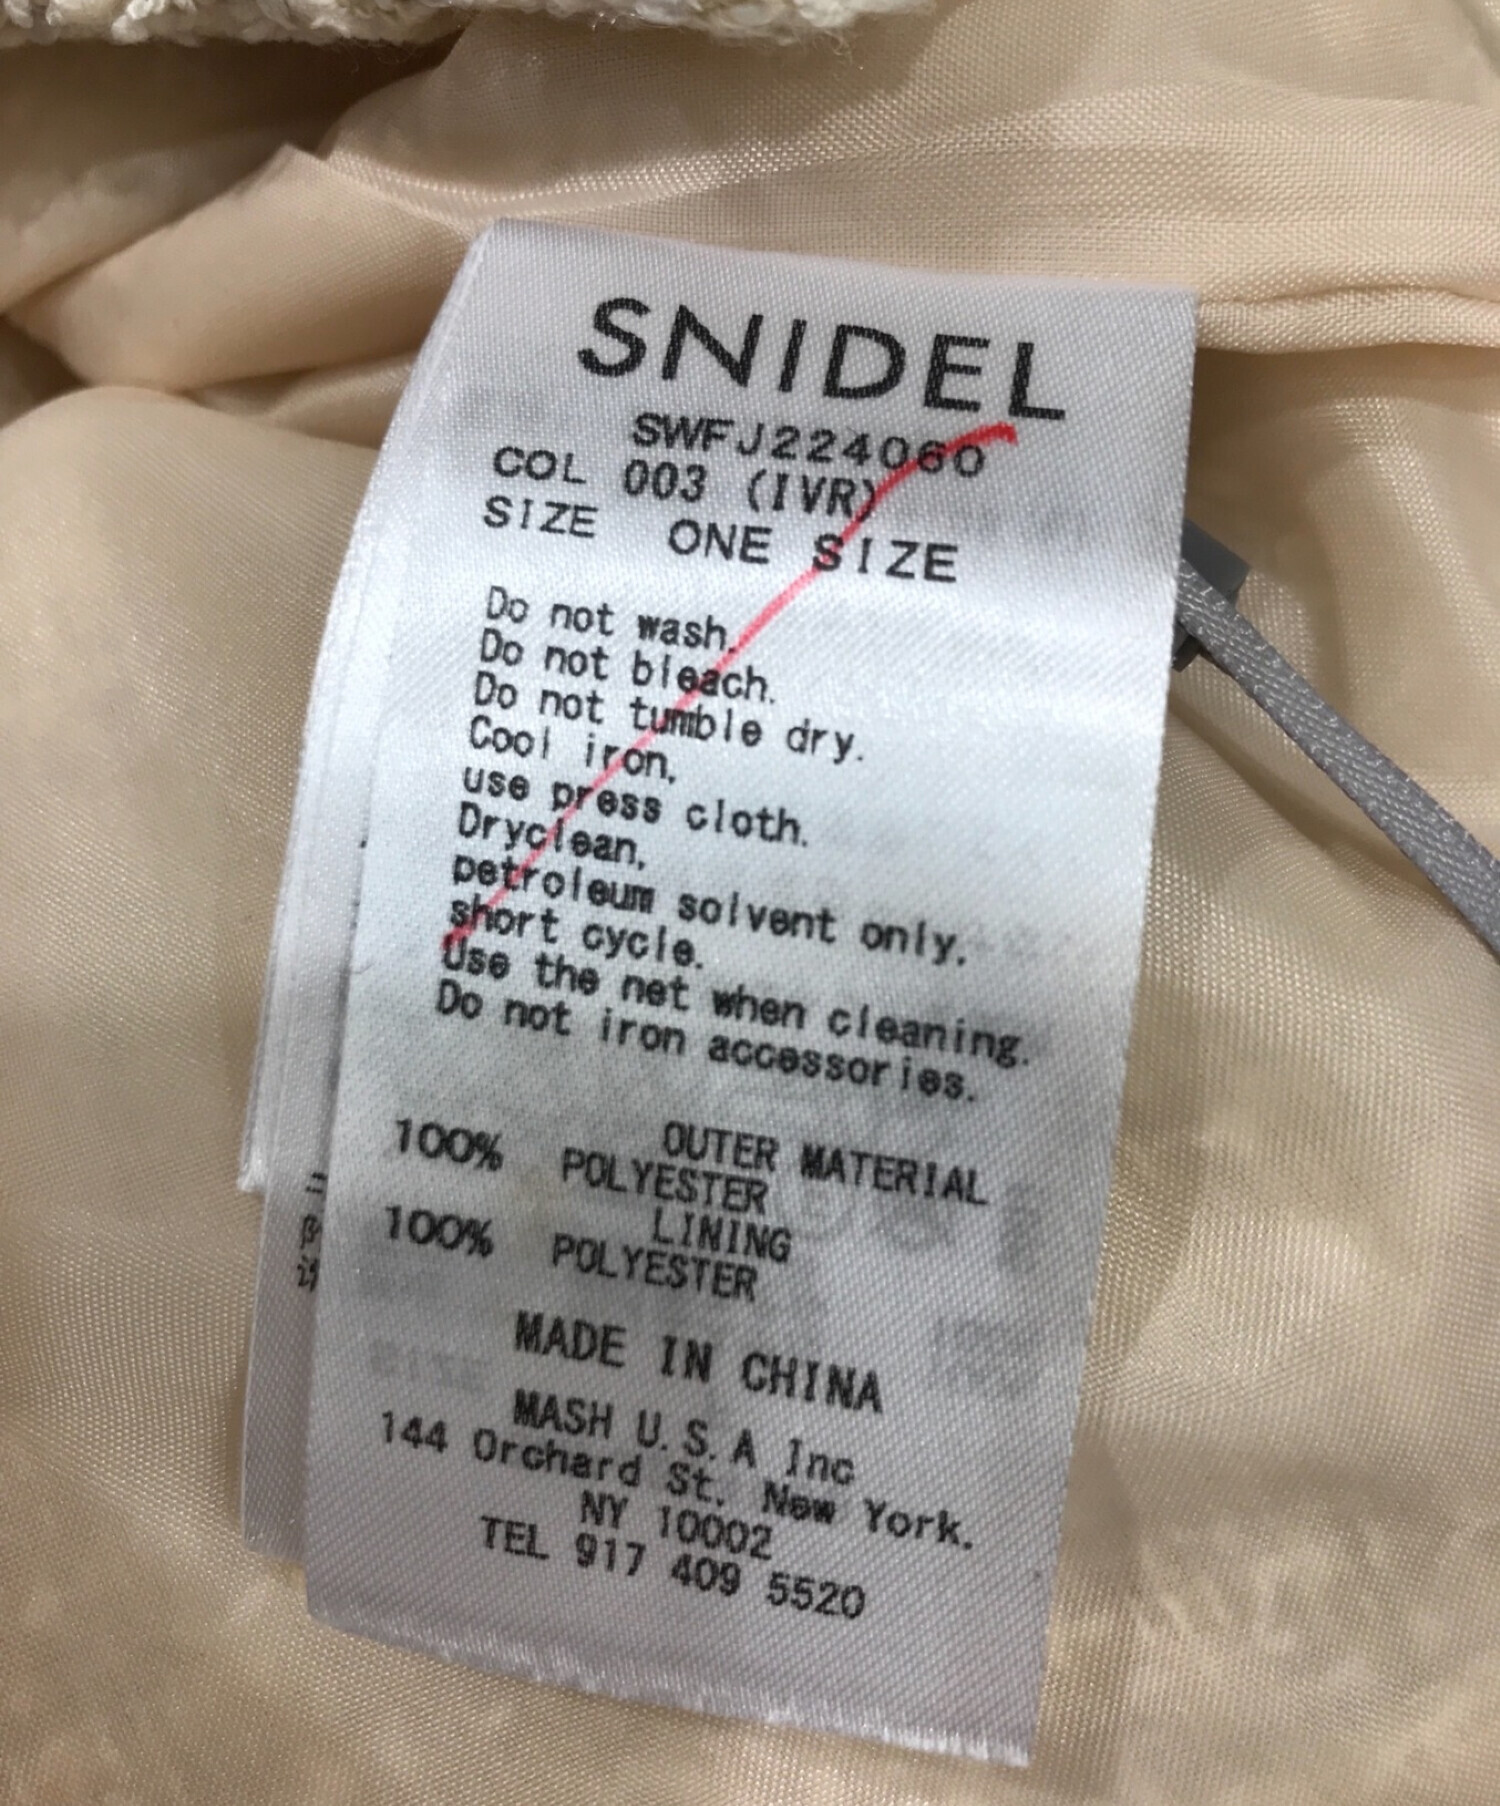 SNIDEL
SWFJ224060
COL 003 (IVR)
SIZE ONE SIZE
Do not wash.
Do not bleach.
Do not tumble dry.
Cool iron,
use press cloth.
Dryclean,
petroleum solvent only,
short cycle.
Use the net when cleaning.
Do not iron accessories.
OUTER MATERIAL
100% POLYESTER
LINING
100% POLYESTER
MADE IN CHINA
MASH U.S.A Inc
144 Orchard St. New York.
NY 10002
TEL 917 409 5520